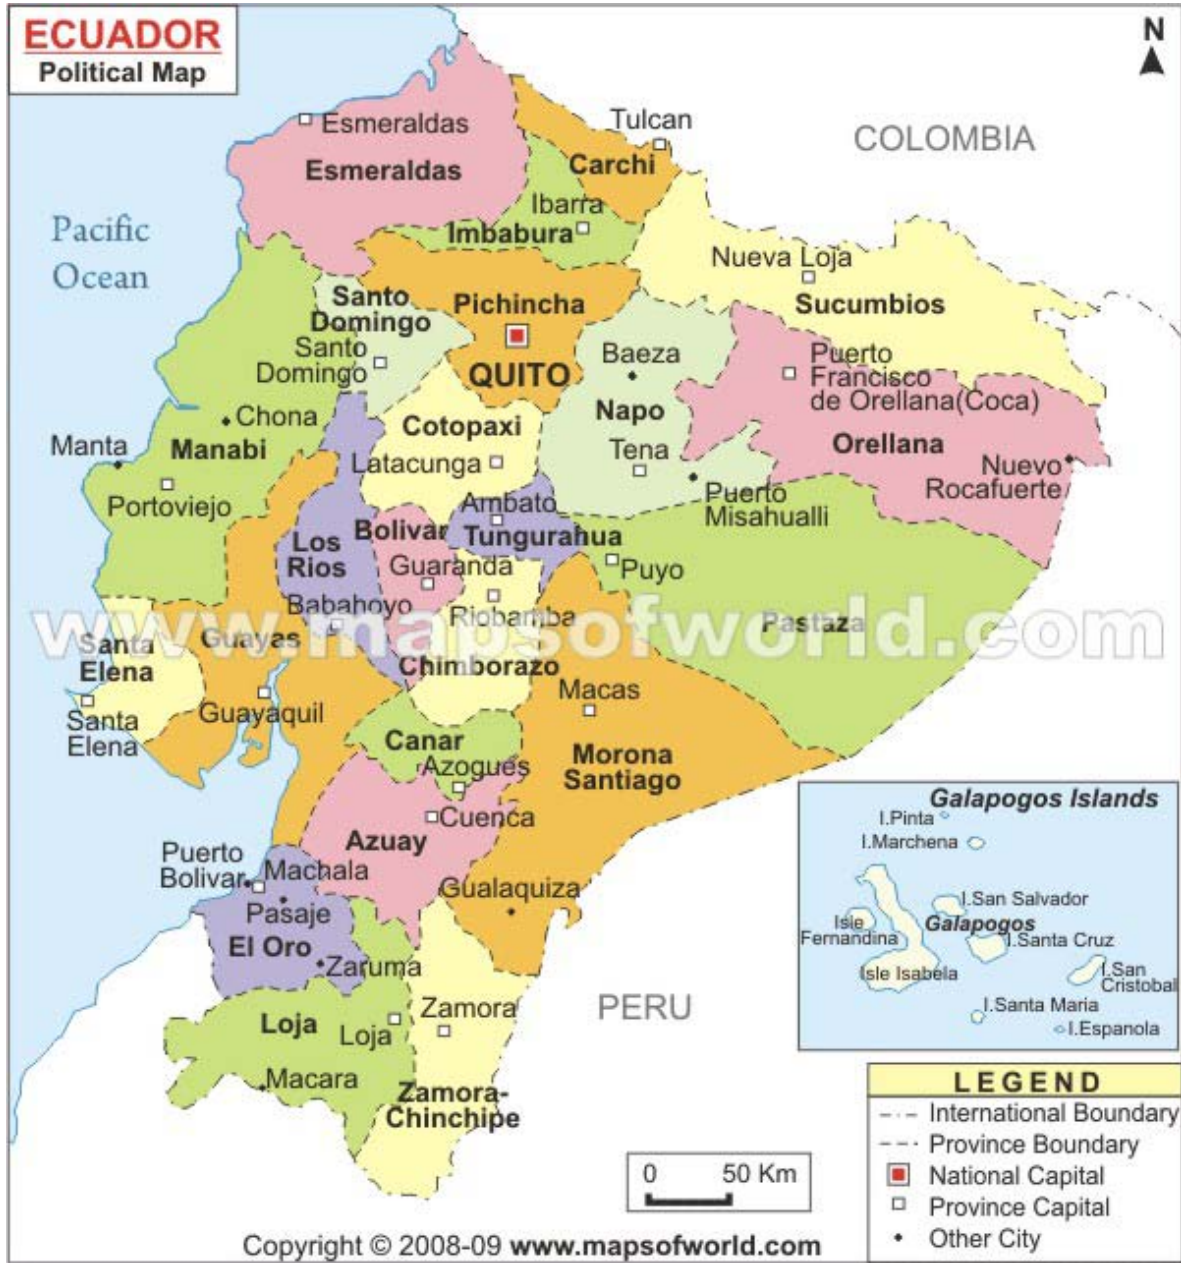 ECUADOR
Political Map
N
COLOMBIA
Pacific
Ocean
Esmeraldas
Esmeraldas
Tulcan
Carchi
Ibarra
Imbabura
Nueva Loja
Sucumbios
Santo
Domingo
Santo
Domingo
Pichincha
QUITO
Baeza
Napo
Tena
Puerto
Misahualli
Puerto
Francisco
de Orellana(Coca)
Orellana
Nuevo
Rocafuerte
Chona
Manta
Manabi
Portoviejo
Cotopaxi
Latacunga
Ambato
Tungurahua
Bolivar
Guaranda
Los
Rios
Babahoyo
Puyo
Pastaza
Riobamba
Chimborazo
www.mapsofworld.com
Santa
Elena
Santa
Elena
Guayas
Guayaquil
Macas
Morona
Santiago
Canar
Azogues
Cuenca
Azuay
Gualaquiza
Puerto
Bolivar
Machala
Pasaje
El Oro
Zaruma
Loja
Loja
Macara
Zamora
Zamora-
Chinchipe
PERU
Galapogos Islands
I.Pinta
I.Marchena
I.San Salvador
Galapogos
Isle
Fernandina
I.Santa Cruz
Isle Isabela
I.San
Cristobal
I.Santa Maria
I.Espanola
LEGEND
International Boundary
Province Boundary
National Capital
Province Capital
Other City
0 50 Km
Copyright © 2008-09 www.mapsofworld.com